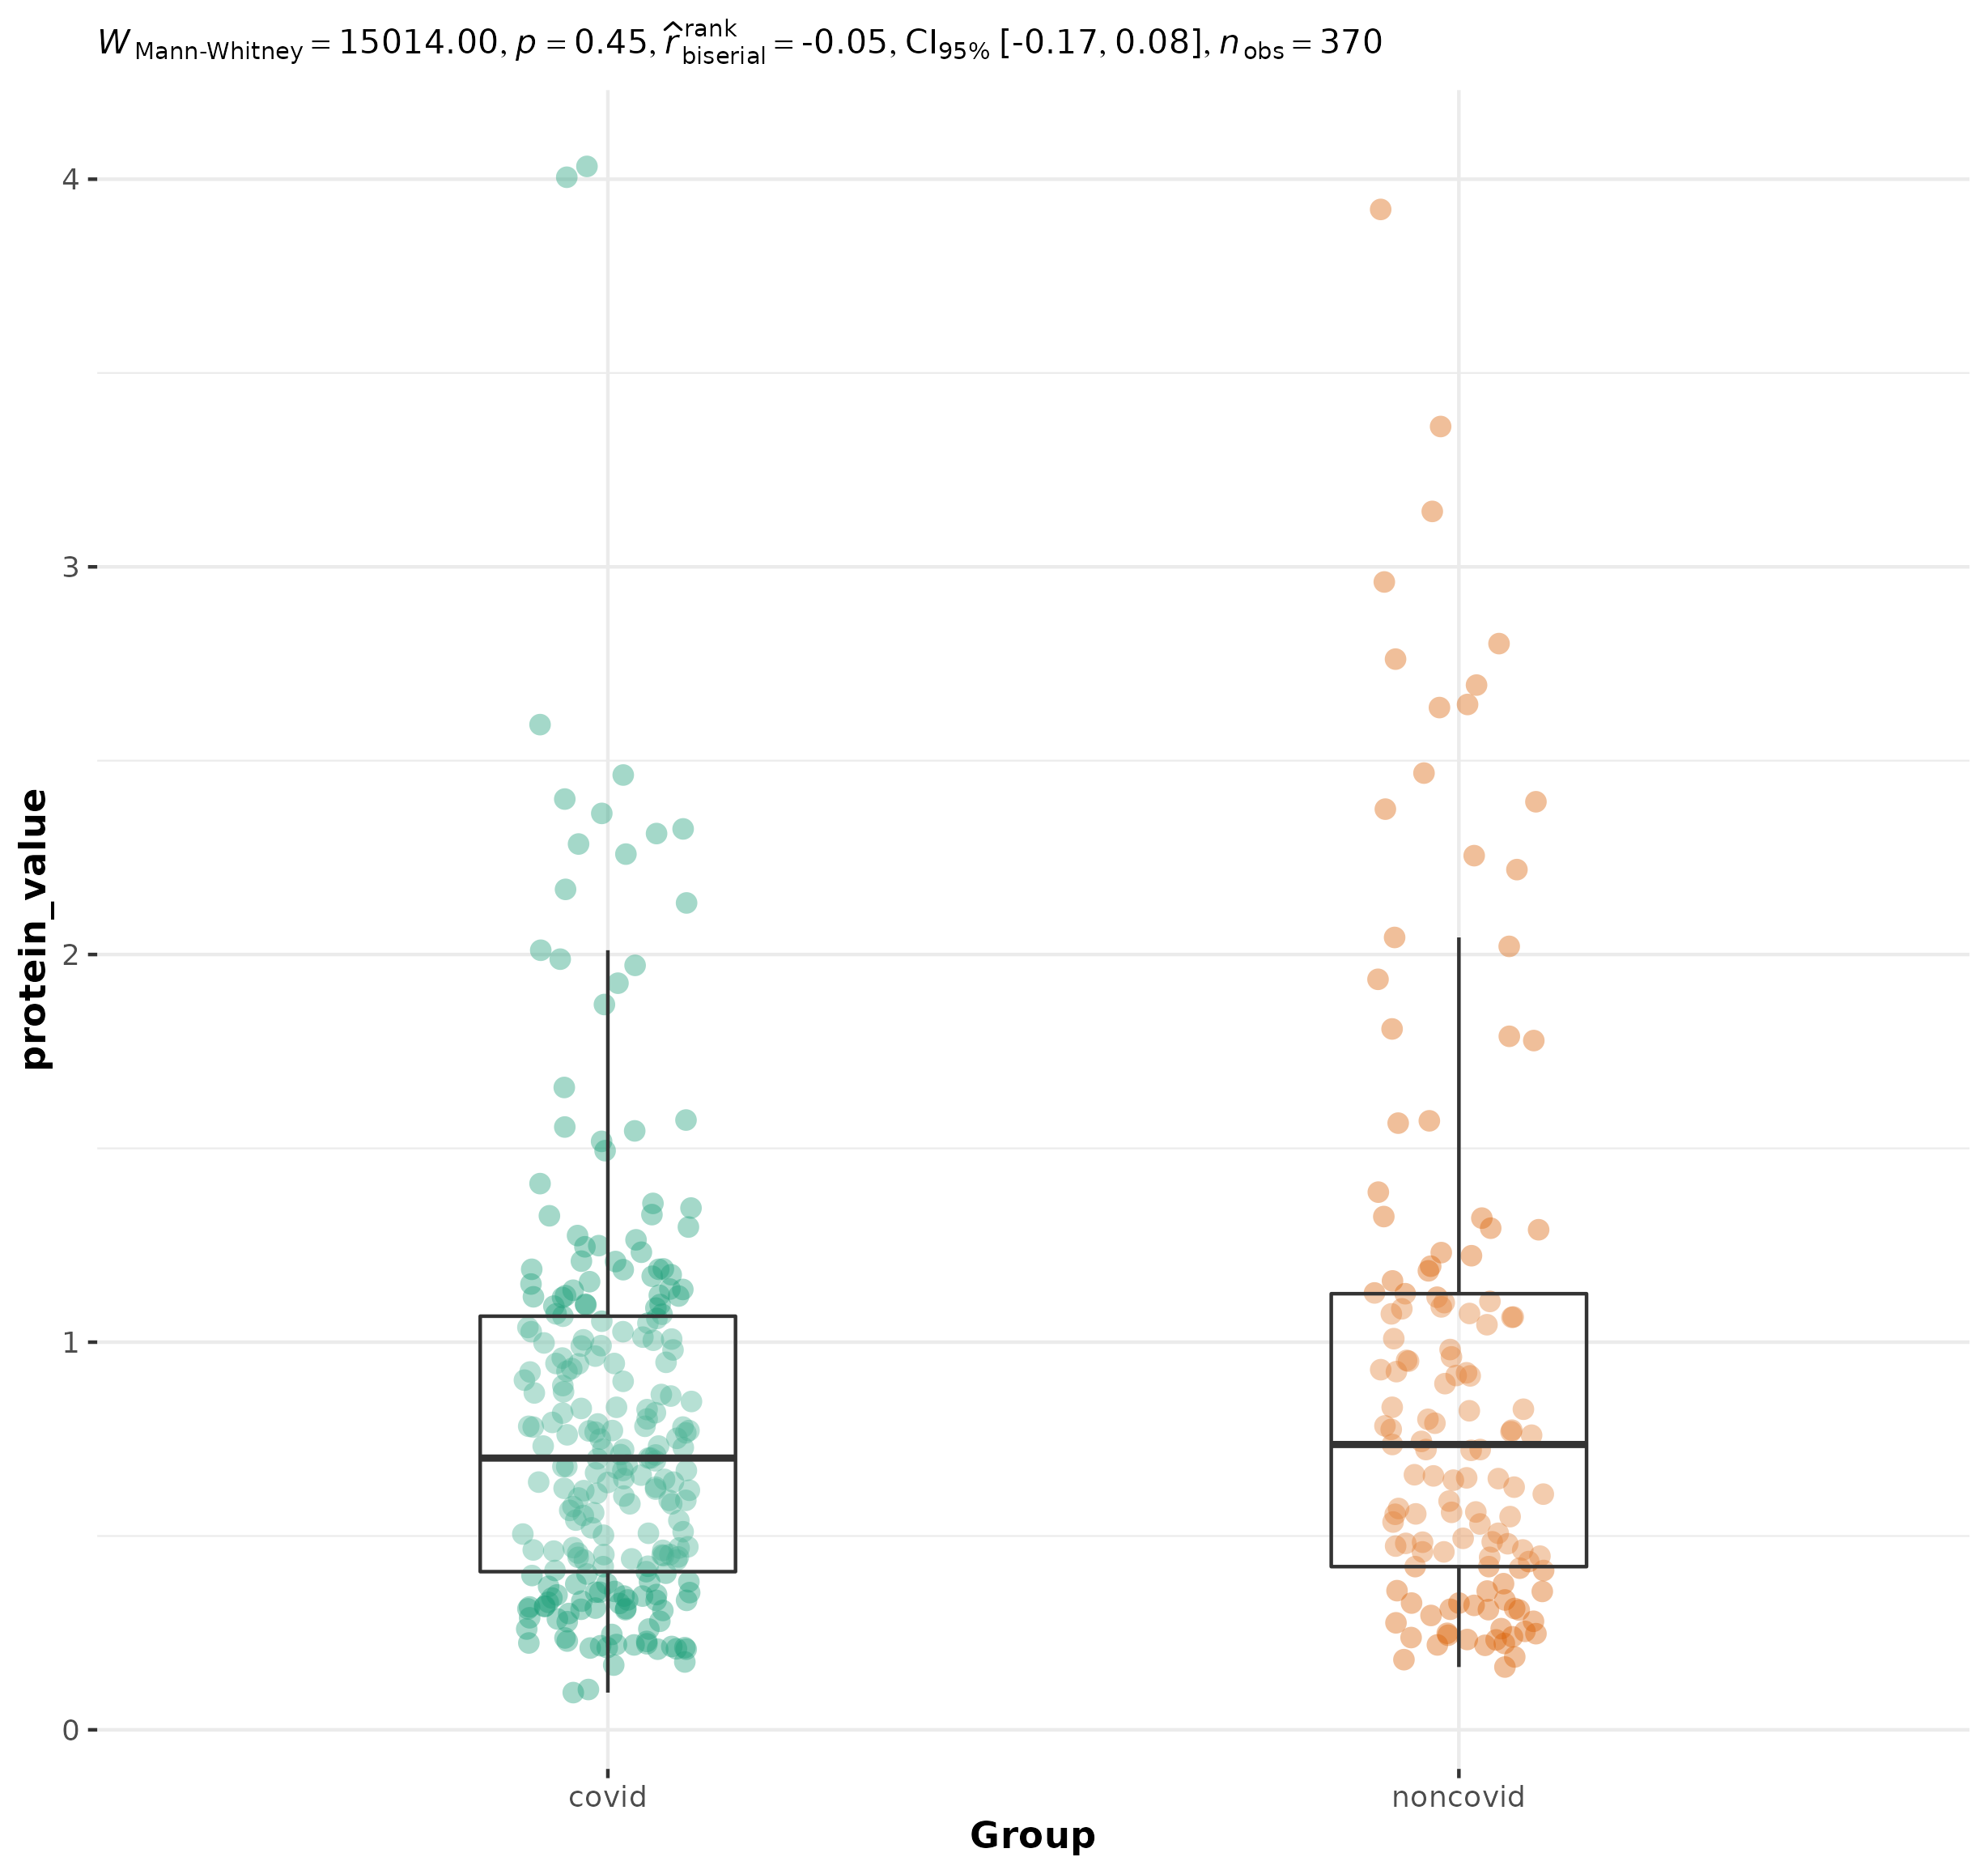 W Mann-Whitney = 15014.00, p = 0.45, r̂ rank biserial = -0.05, CI95% [-0.17, 0.08], n obs = 370
4
3
2
1
0
protein_value
covid noncovid
Group